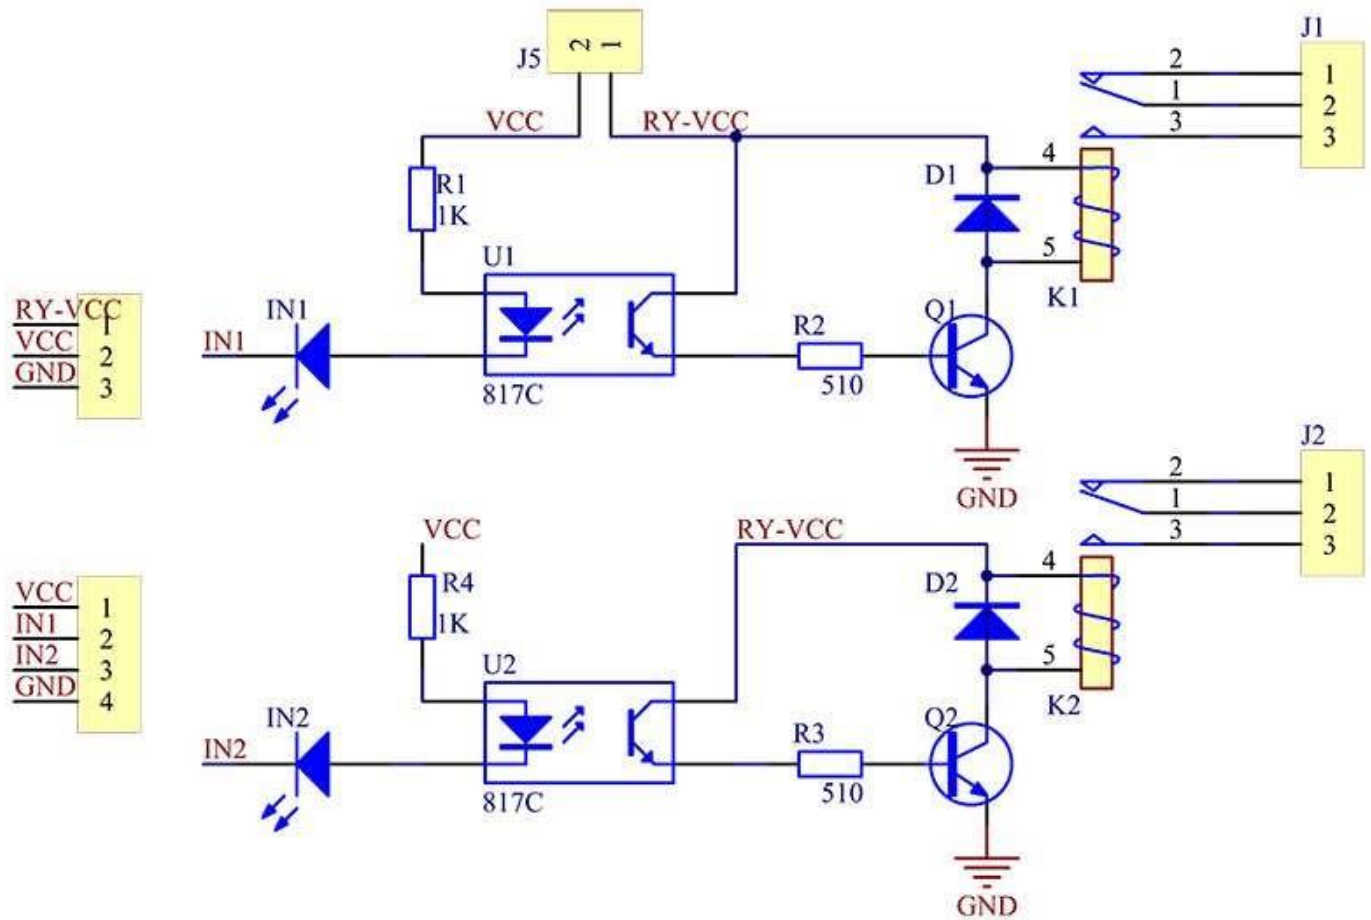 J1
J5
2 1
2
1
1
2
3
3
VCC
RY-VCC
4
D1
R1
1K
5
K1
U1
RY-VCC
1
VCC
2
GND
3
IN1
IN1
817C
R2
510
Q1
GND
J2
2
1
1
2
3
3
VCC
RY-VCC
4
D2
R4
1K
5
K2
VCC
1
IN1
2
IN2
3
GND
4
U2
IN2
IN2
817C
R3
510
Q2
GND